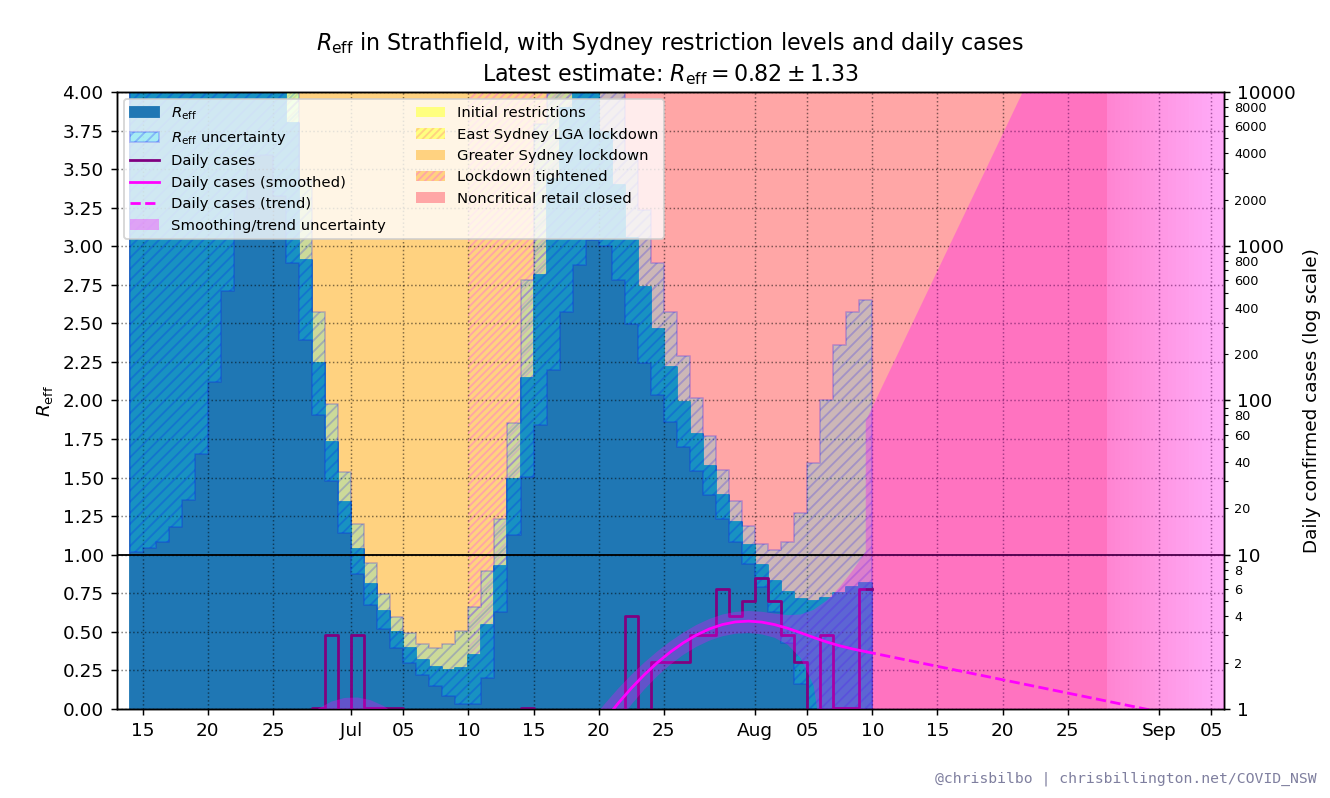 Reff in Strathfield, with Sydney restriction levels and daily cases
Latest estimate: Reff = 0.82 ± 1.33
Reff
Reff uncertainty
Daily cases
Daily cases (smoothed)
Daily cases (trend)
Smoothing/trend uncertainty
Initial restrictions
East Sydney LGA lockdown
Greater Sydney lockdown
Lockdown tightened
Noncritical retail closed
Reff
4.00
3.75
3.50
3.25
3.00
2.75
2.50
2.25
2.00
1.75
1.50
1.25
1.00
0.75
0.50
0.25
0.00
15 20 25 Jul 05 10 15 20 25 Aug 05 10 15 20 25 Sep 05
10000
8000
6000
4000
2000
1000
800
600
400
200
100
80
60
40
20
10
8
6
4
2
1
Daily confirmed cases (log scale)
@chrisbilbo | chrisbillington.net/COVID_NSW